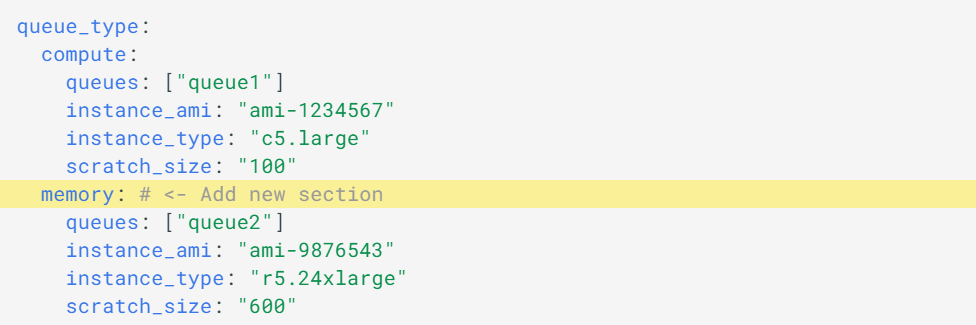 queue_type:
  compute:
    queues: ["queue1"]
    instance_ami: "ami-1234567"
    instance_type: "c5.large"
    scratch_size: "100"
  memory: # <- Add new section
    queues: ["queue2"]
    instance_ami: "ami-9876543"
    instance_type: "r5.24xlarge"
    scratch_size: "600"